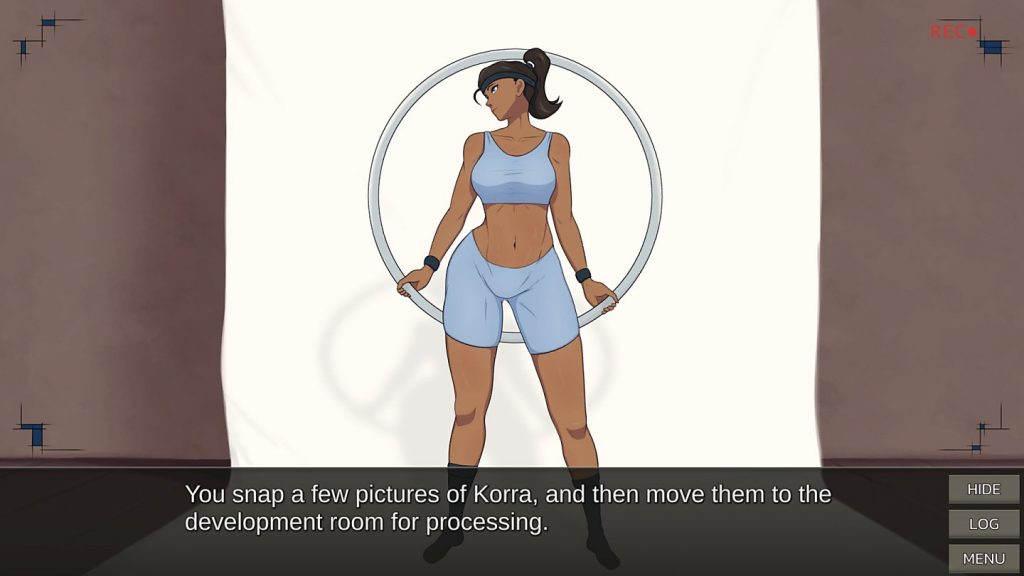 REC
You snap a few pictures of Korra, and then move them to the
development room for processing.
HIDE
LOG
MENU